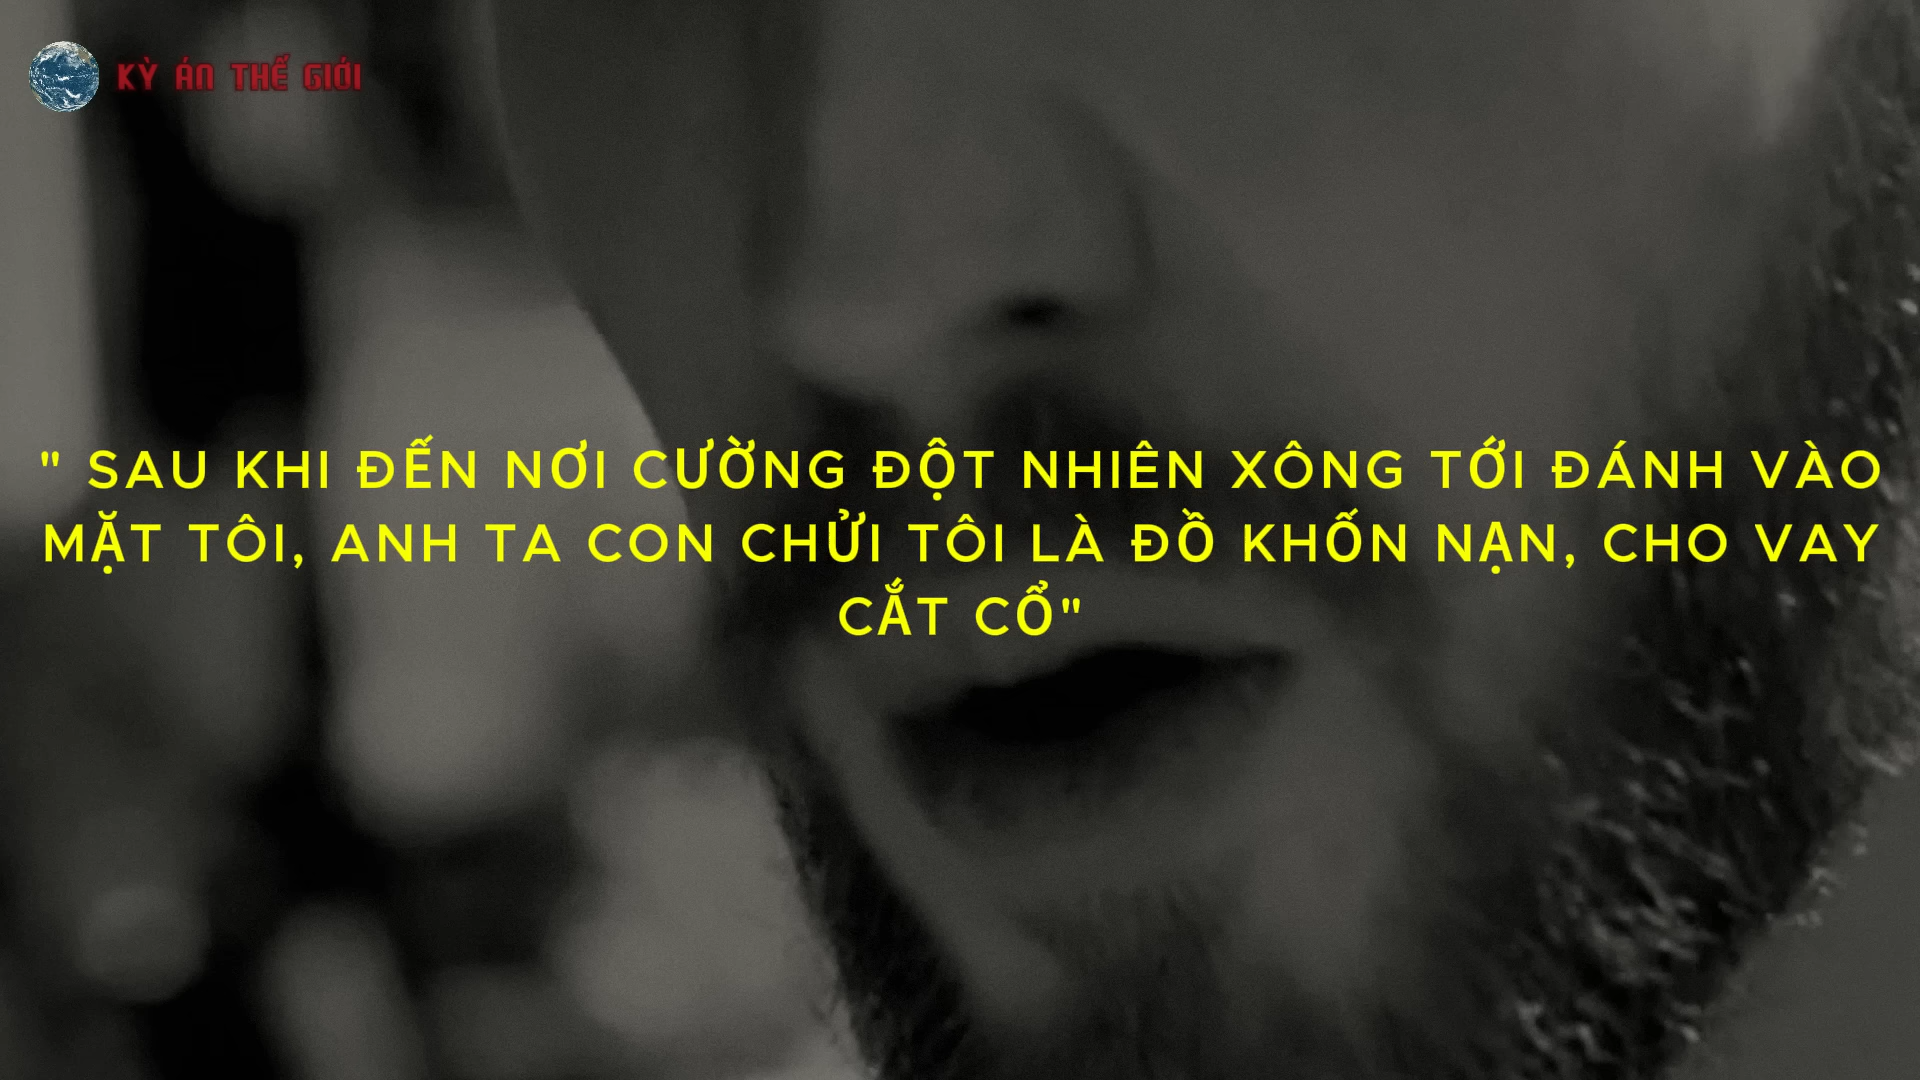 KỲ ÁN THẾ GIỚI
" SAU KHI ĐẾN NƠI CƯỜNG ĐỘT NHIÊN XÔNG TỚI ĐÁNH VÀO
MẶT TÔI, ANH TA CON CHỬI TÔI LÀ ĐỒ KHỐN NẠN, CHO VAY
CẮT CỔ"